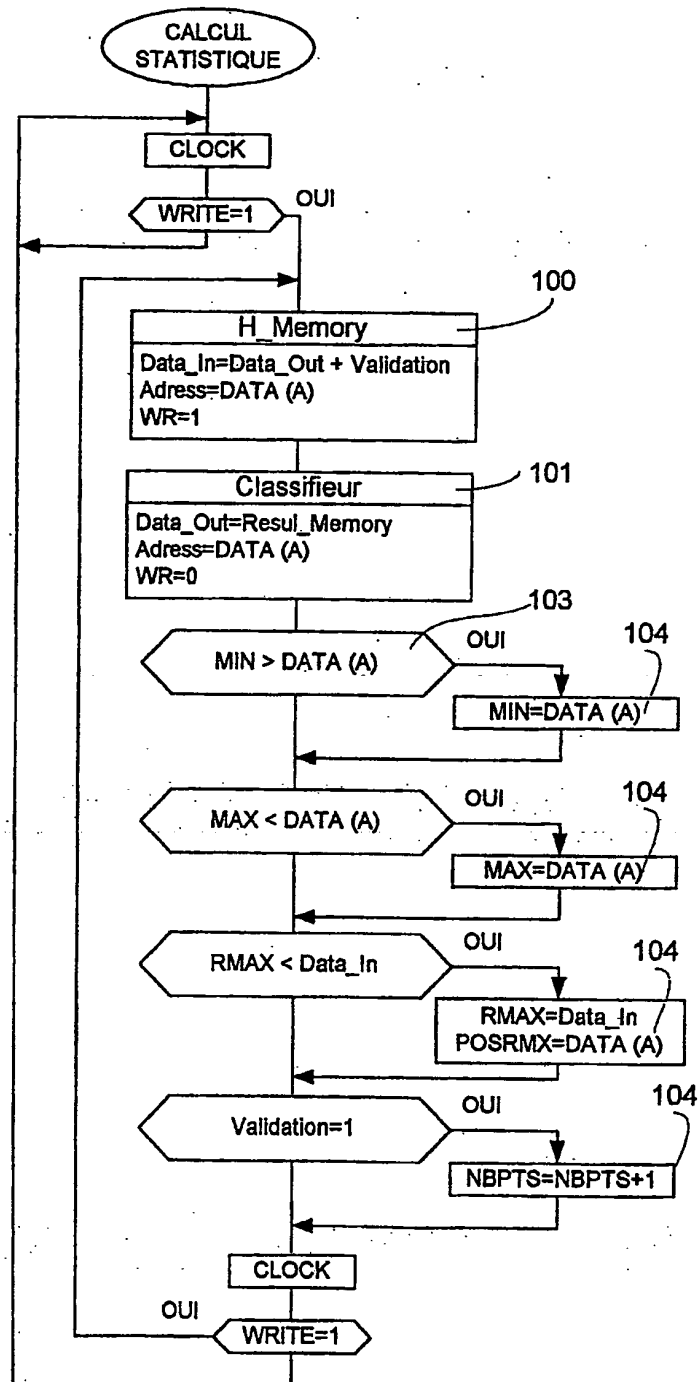 CALCUL
STATISTIQUE
CLOCK
WRITE=1
OUI
100
H_Memory
Data_In=Data_Out + Validation
Adress=DATA (A)
WR=1
101
Classifieur
Data_Out=Resul_Memory
Adress=DATA (A)
WR=0
103
MIN > DATA (A)
OUI
104
MIN=DATA (A)
MAX < DATA (A)
OUI
104
MAX=DATA (A)
RMAX < Data_In
OUI
104
RMAX=Data_In
POSRMX=DATA (A)
Validation=1
OUI
104
NBPTS=NBPTS+1
CLOCK
OUI
WRITE=1